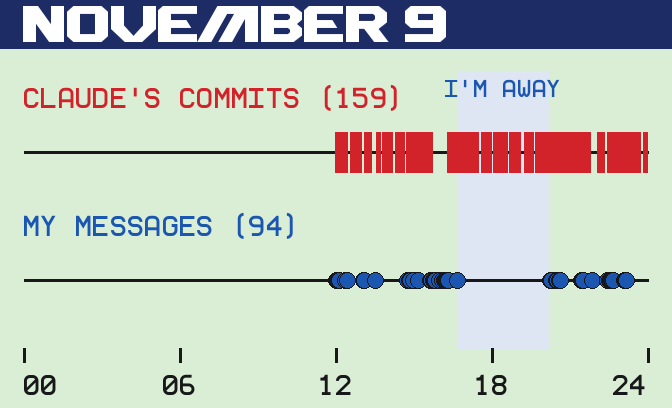 NOVEMBER 9
I'M AWAY
CLAUDE'S COMMITS (159)
MY MESSAGES (94)
00 06 12 18 24